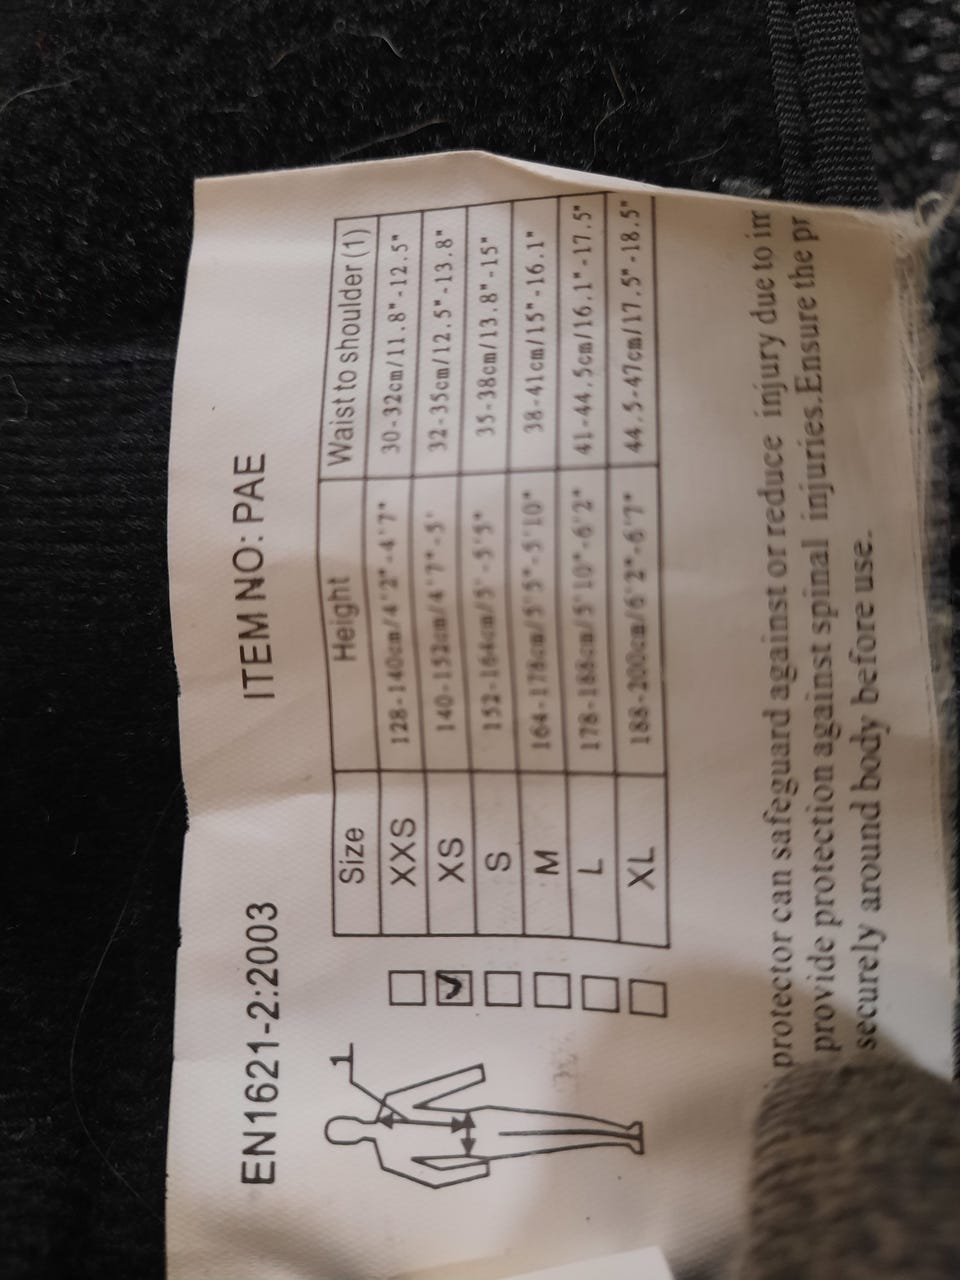 EN1621-2:2003 ITEM NO: PAE
1
Size Height Waist to shoulder (1)
XXS 128-140cm/4'2"-4'7" 30-32cm/11.8"-12.5"
XS 140-152cm/4'7"-5' 32-35cm/12.5"-13.8"
S 152-164cm/5'-5'5" 35-38cm/13.8"-15"
M 164-178cm/5'5"-5'10" 38-41cm/15"-16.1"
L 178-188cm/5'10"-6'2" 41-44.5cm/16.1"-17.5"
XL 188-200cm/6'2"-6'7" 44.5-47cm/17.5"-18.5"
protector can safeguard against or reduce injury due to im
provide protection against spinal injuries.Ensure the pr
securely around body before use.